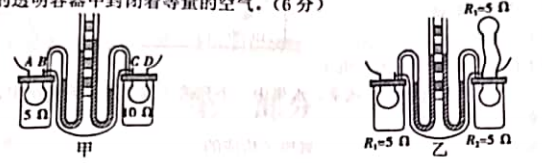 的透明容器中封闭着等量的空气.(6分)
R₃=5 Ω
A B C D
5 Ω 10 Ω
R₁=5 Ω R₂=5 Ω
甲 乙